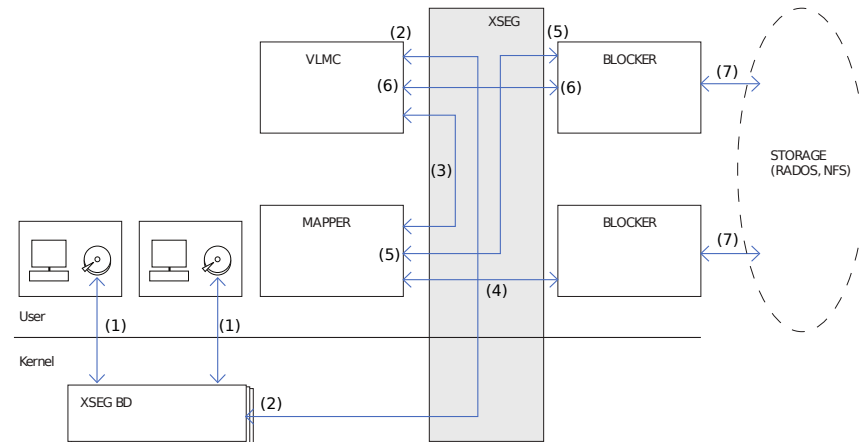 XSEG
(2)
(5)
VLMC
BLOCKER
(7)
(6)
(6)
(3)
STORAGE
(RADOS, NFS)
MAPPER
BLOCKER
(5)
(7)
(4)
User
(1)
(1)
Kernel
XSEG BD
(2)